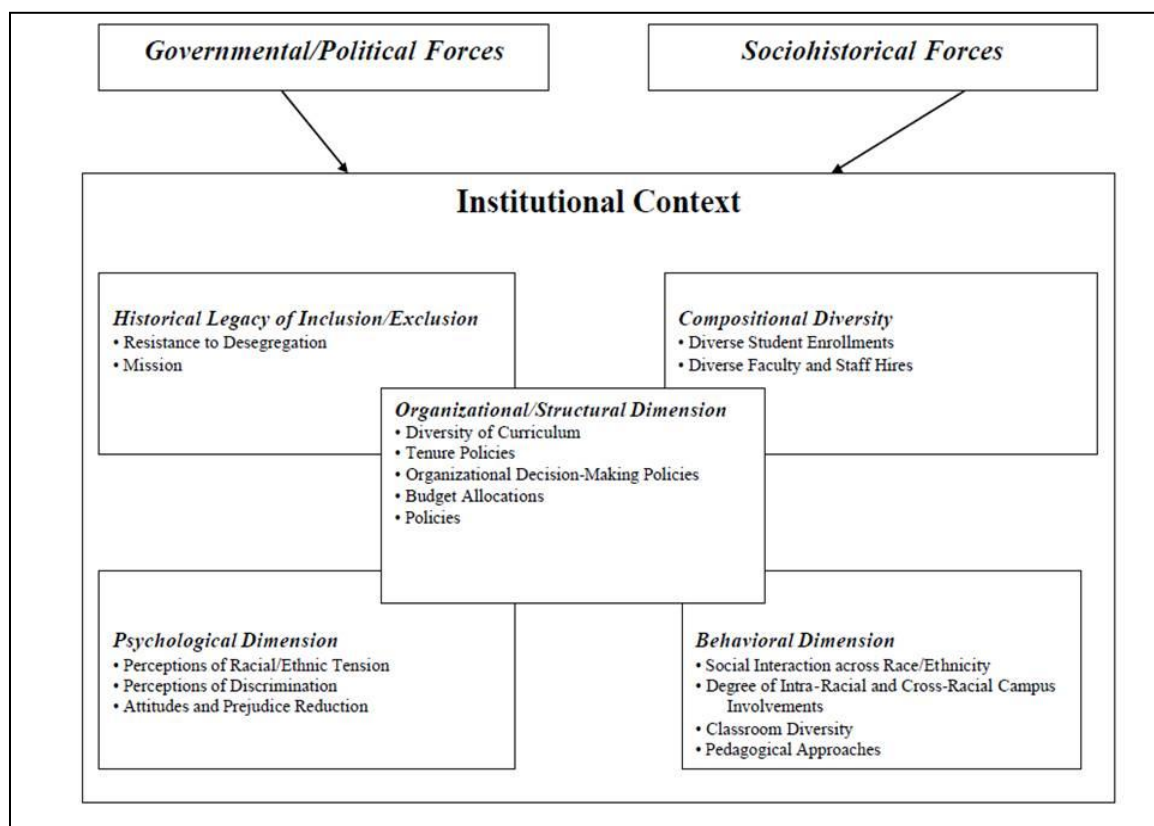 Governmental/Political Forces
Sociohistorical Forces
Institutional Context
Historical Legacy of Inclusion/Exclusion
• Resistance to Desegregation
• Mission
Compositional Diversity
• Diverse Student Enrollments
• Diverse Faculty and Staff Hires
Organizational/Structural Dimension
• Diversity of Curriculum
• Tenure Policies
• Organizational Decision-Making Policies
• Budget Allocations
• Policies
Psychological Dimension
• Perceptions of Racial/Ethnic Tension
• Perceptions of Discrimination
• Attitudes and Prejudice Reduction
Behavioral Dimension
• Social Interaction across Race/Ethnicity
• Degree of Intra-Racial and Cross-Racial Campus
Involvements
• Classroom Diversity
• Pedagogical Approaches